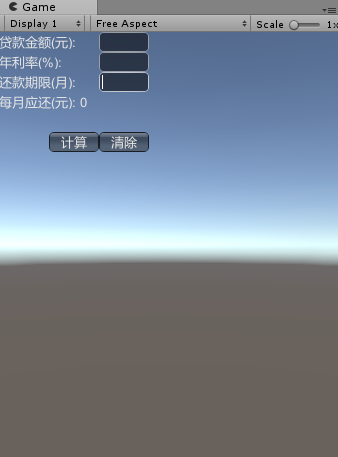 Game
Display 1 Free Aspect Scale 1x
贷款金额(元):
年利率(%):
还款期限(月):
每月应还(元): 0
计算 清除